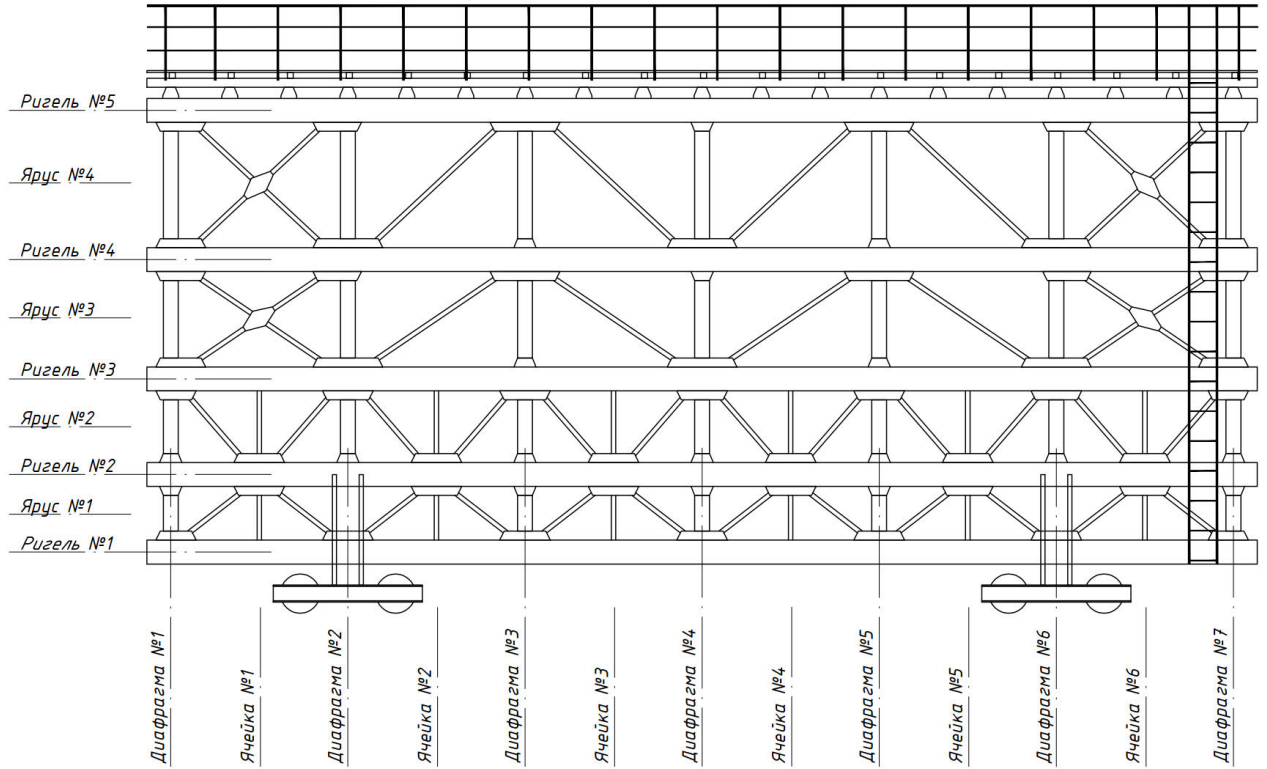 Ригель №5
Ярус №4
Ригель №4
Ярус №3
Ригель №3
Ярус №2
Ригель №2
Ярус №1
Ригель №1
Диафрагма №1
Ячейка №1
Диафрагма №2
Ячейка №2
Диафрагма №3
Ячейка №3
Диафрагма №4
Ячейка №4
Диафрагма №5
Ячейка №5
Диафрагма №6
Ячейка №6
Диафрагма №7